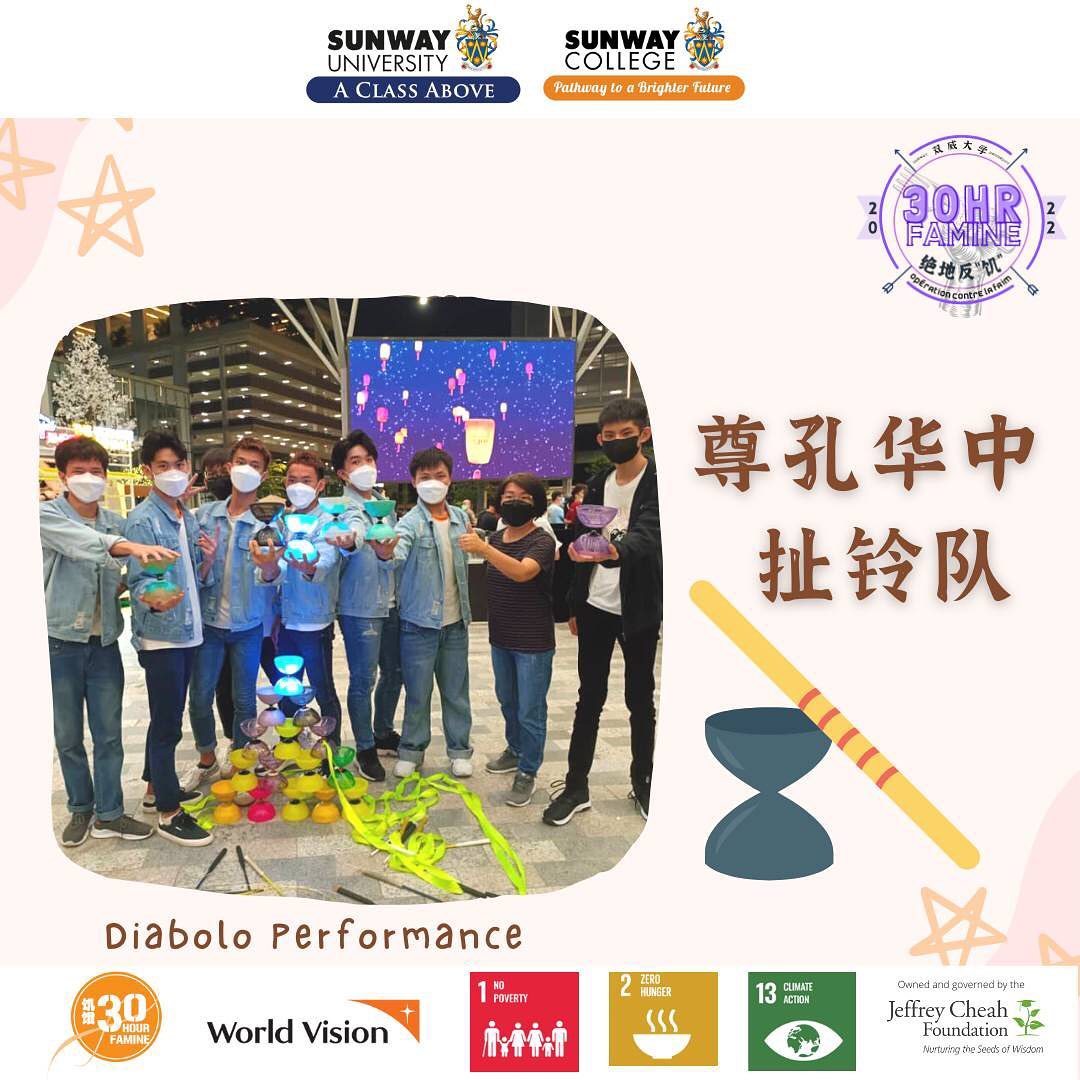 SUNWAY
UNIVERSITY
A CLASS ABOVE
SUNWAY
COLLEGE
Pathway to a Brighter Future
双威大学
20
22
30HR
FAMINE
绝地反"饥"
opération contre la faim
尊孔华中
扯铃队
Diabolo Performance
饥饿
30
HOUR
FAMINE
World Vision
1 NO
POVERTY
2 ZERO
HUNGER
13 CLIMATE
ACTION
Owned and governed by the
Jeffrey Cheah
Foundation
Nurturing the Seeds of Wisdom